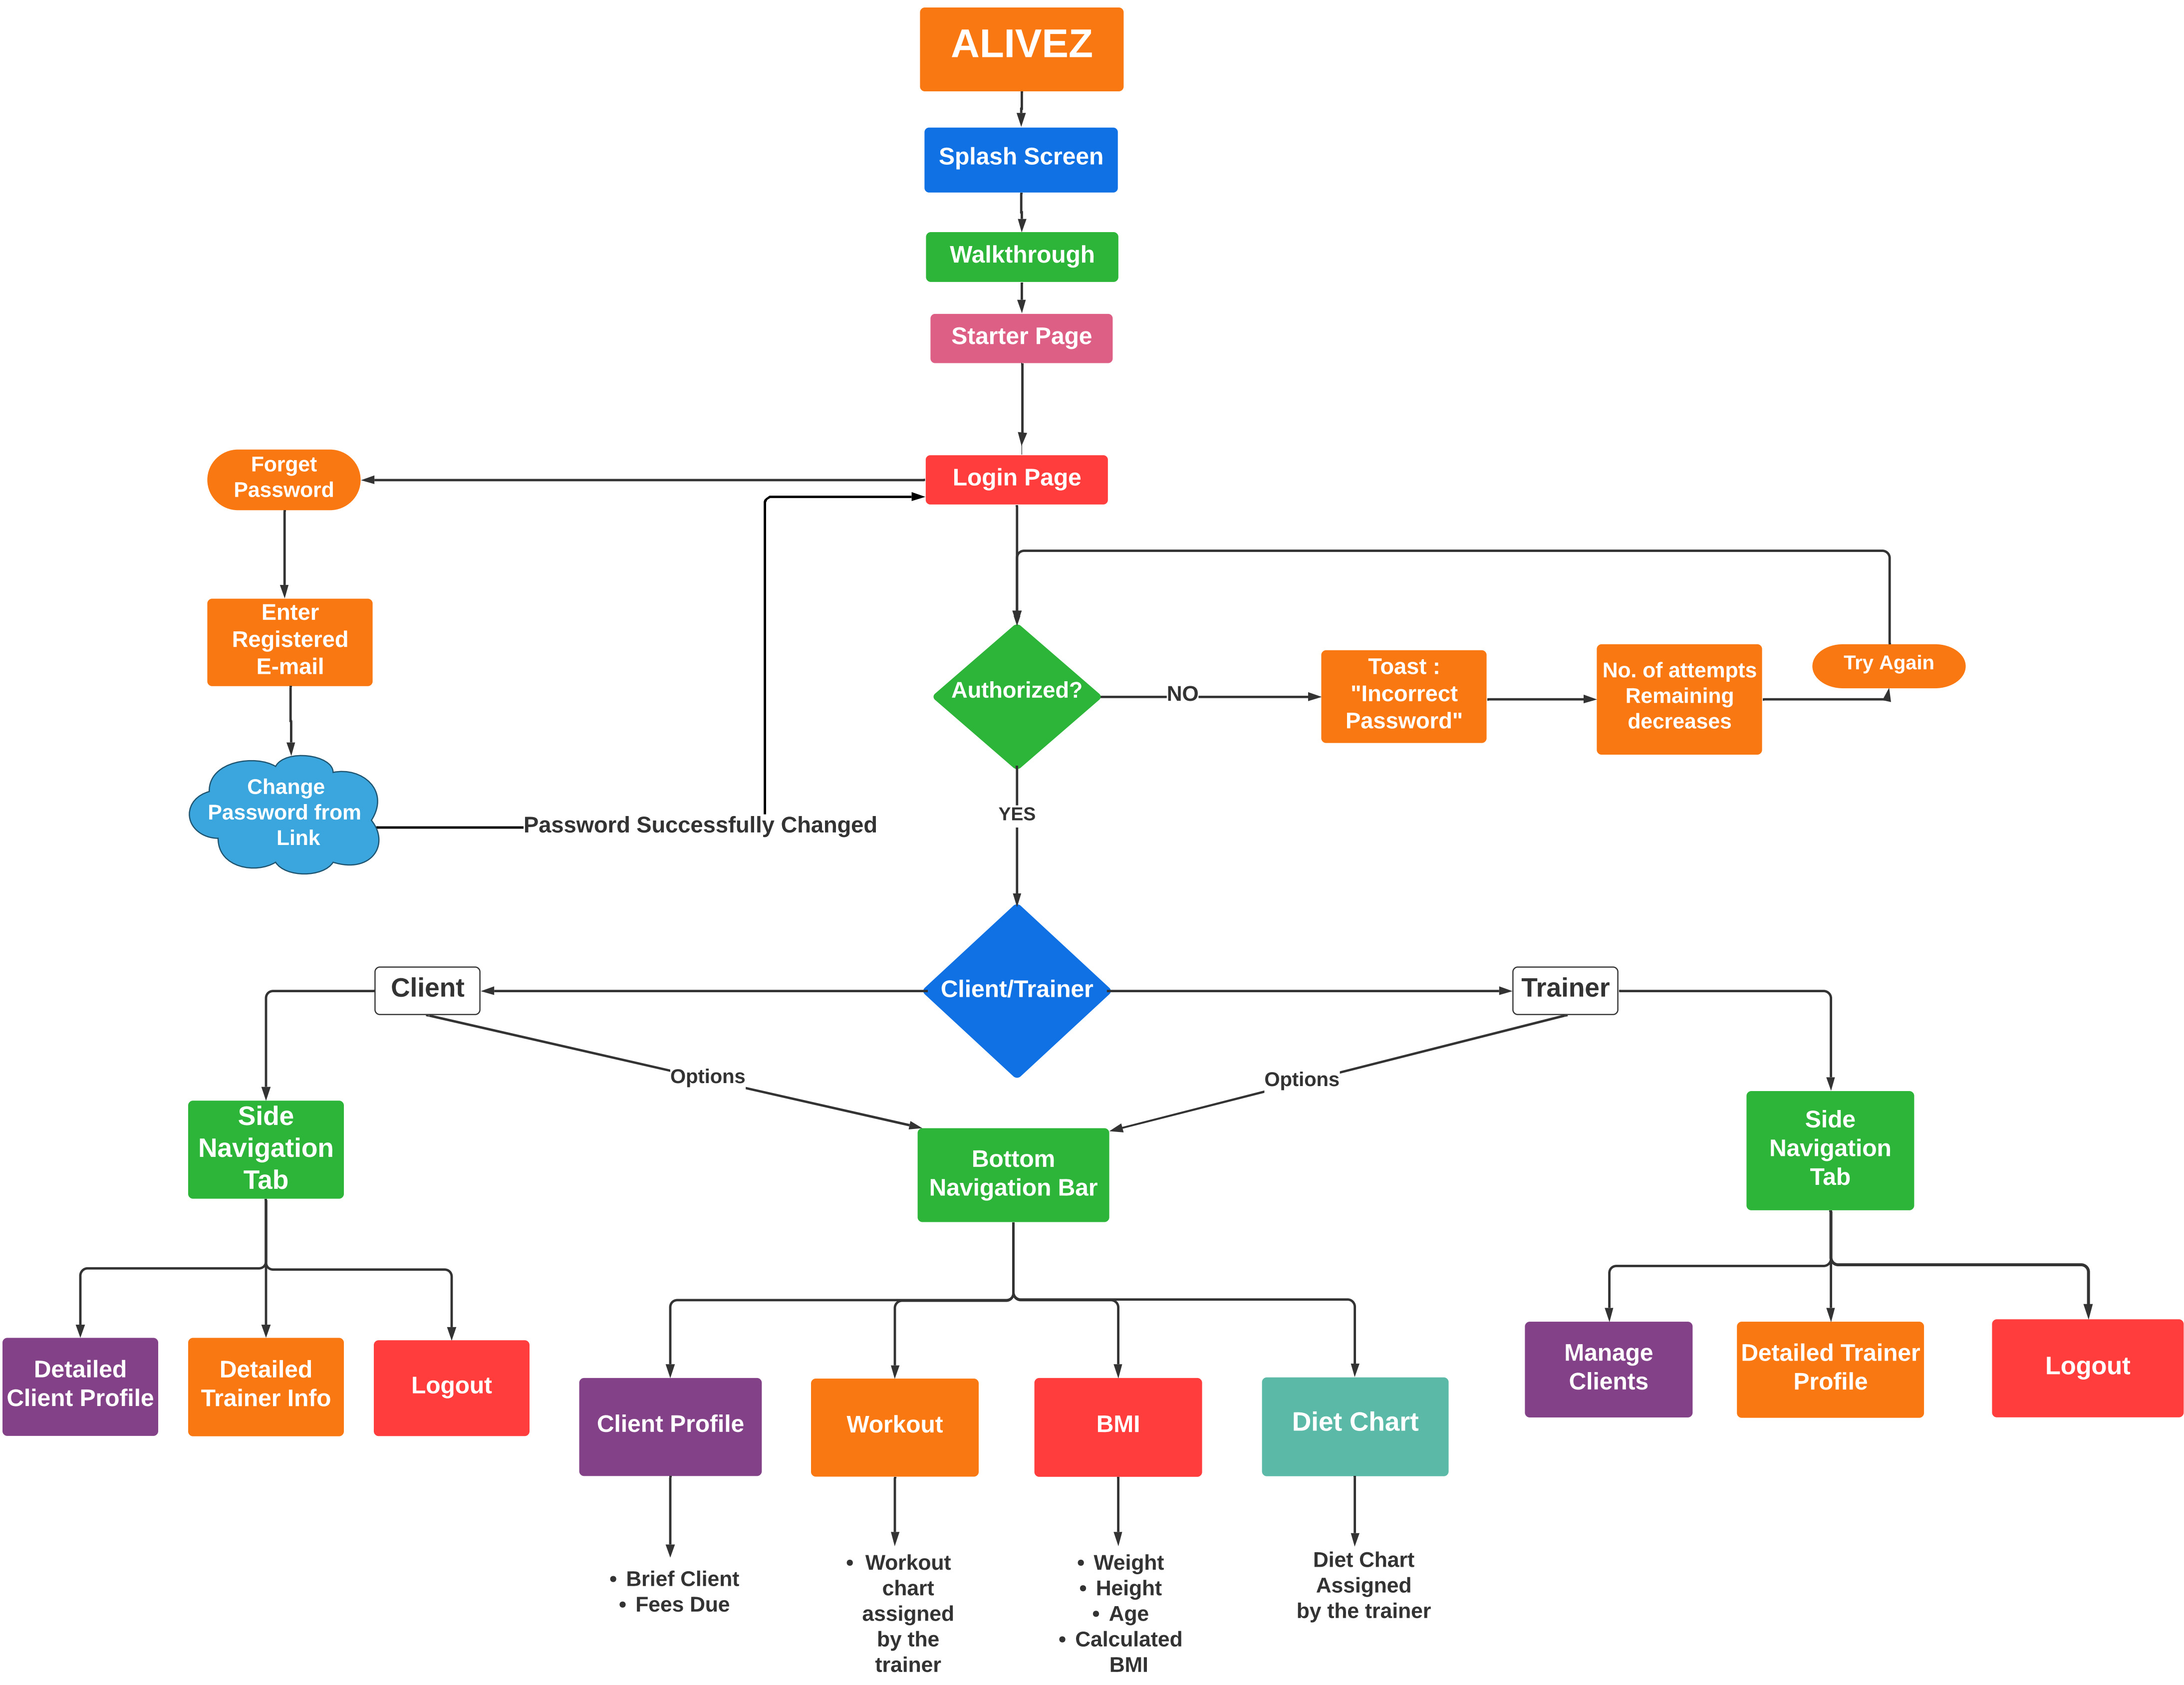 ALIVEZ
Splash Screen
Walkthrough
Starter Page
Login Page
Forget
Password
Enter
Registered
E-mail
Change
Password from
Link
Password Successfully Changed
Authorized?
NO
Toast :
"Incorrect
Password"
No. of attempts
Remaining
decreases
Try Again
YES
Client/Trainer
Client
Trainer
Options
Options
Side
Navigation
Tab
Bottom
Navigation Bar
Side
Navigation
Tab
Detailed
Client Profile
Detailed
Trainer Info
Logout
Client Profile
Workout
BMI
Diet Chart
Manage
Clients
Detailed Trainer
Profile
Logout
• Brief Client
• Fees Due
• Workout
chart
assigned
by the
trainer
• Weight
• Height
• Age
• Calculated
BMI
Diet Chart
Assigned
by the trainer